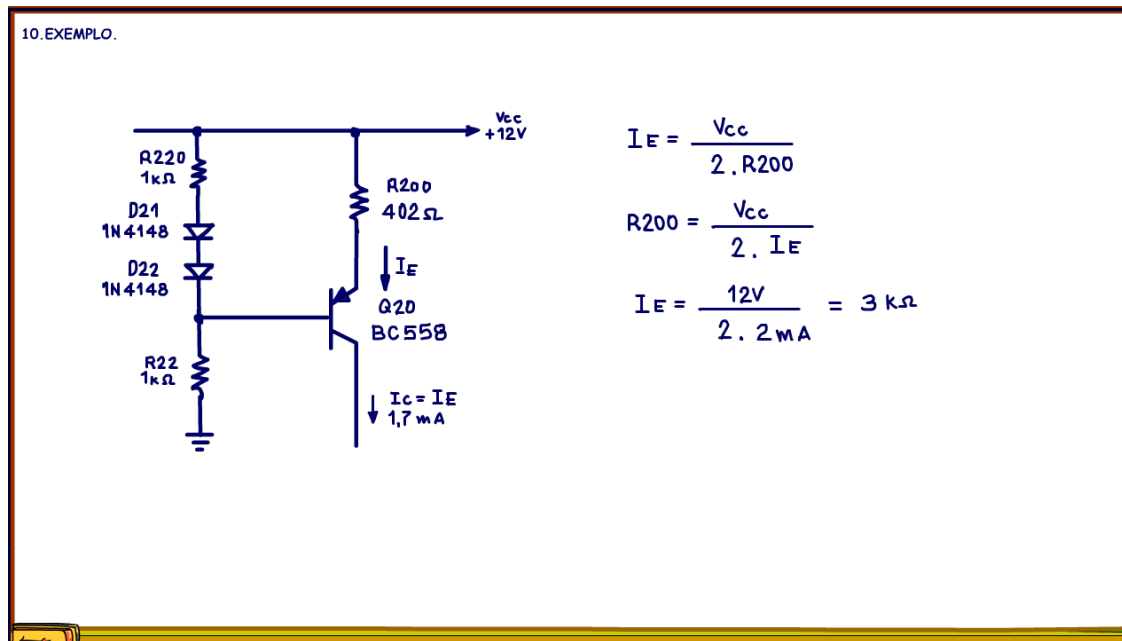 10.EXEMPLO.
Vcc
+12V
R220
1kΩ
D21
1N4148
D22
1N4148
R22
1kΩ
R200
402Ω
IE
Q20
BC558
Ic = IE
1,7 mA
IE = Vcc / 2 . R200
R200 = Vcc / 2 . IE
IE = 12V / 2 . 2mA = 3 kΩ